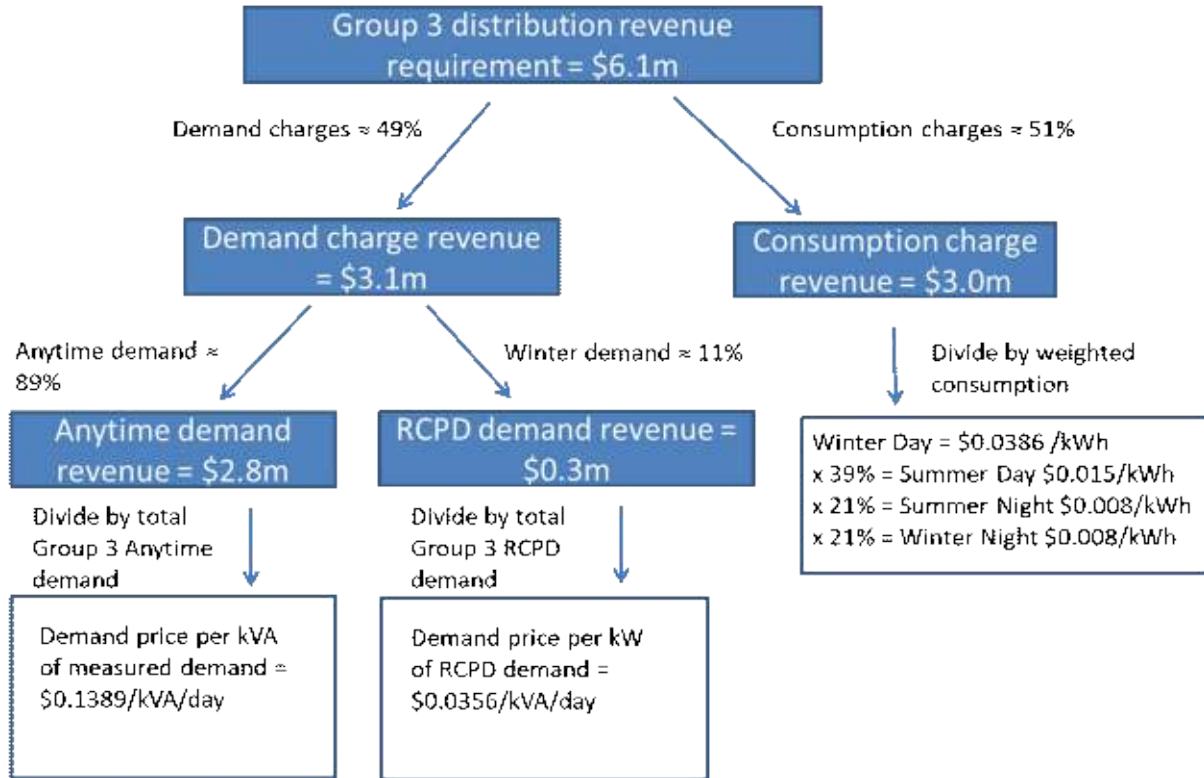 Group 3 distribution revenue
requirement = $6.1m
Demand charges ≈ 49%
Consumption charges ≈ 51%
Demand charge revenue
= $3.1m
Consumption charge
revenue = $3.0m
Anytime demand ≈
89%
Winter demand ≈ 11%
Divide by weighted
consumption
Anytime demand
revenue = $2.8m
RCPD demand revenue =
$0.3m
Winter Day = $0.0386 /kWh
x 39% = Summer Day $0.015/kWh
x 21% = Summer Night $0.008/kWh
x 21% = Winter Night $0.008/kWh
Divide by total
Group 3 Anytime
demand
Divide by total
Group 3 RCPD
demand
Demand price per kVA
of measured demand =
$0.1389/kVA/day
Demand price per kW
of RCPD demand =
$0.0356/kVA/day